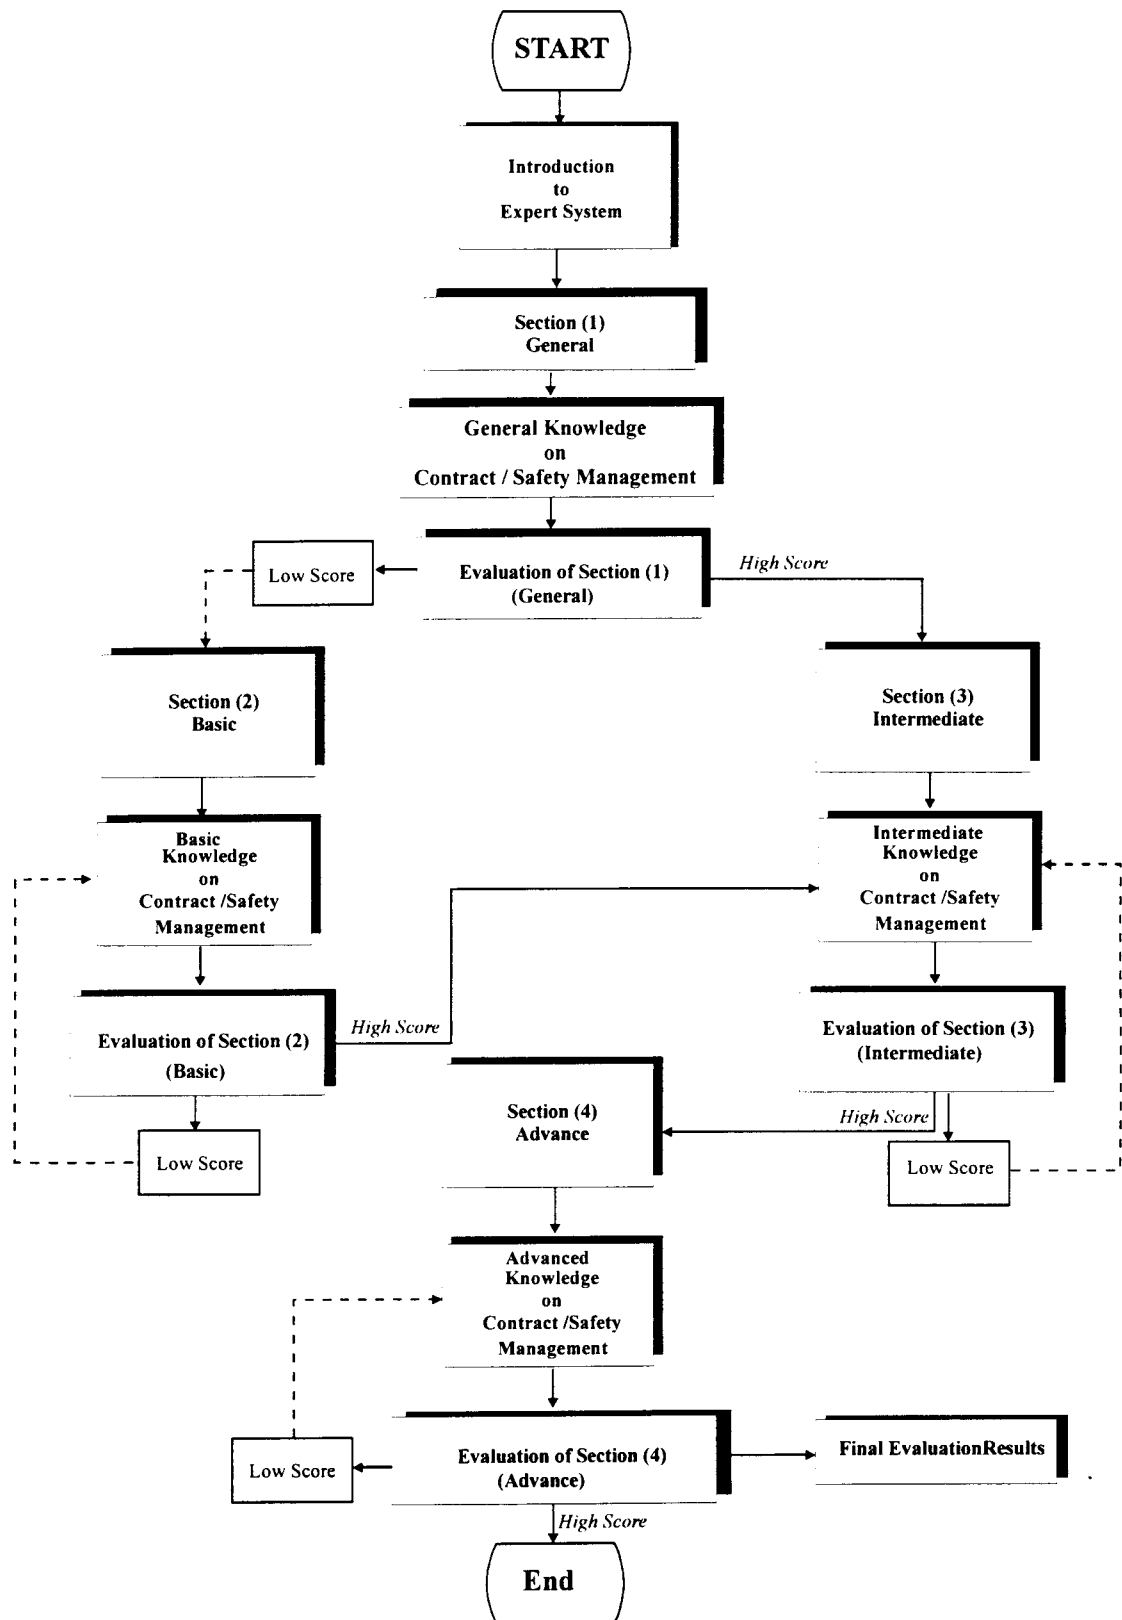 START
Introduction
to
Expert System
Section (1)
General
General Knowledge
on
Contract / Safety Management
Low Score
Evaluation of Section (1)
(General)
High Score
Section (2)
Basic
Section (3)
Intermediate
Basic
Knowledge
on
Contract /Safety
Management
Intermediate
Knowledge
on
Contract /Safety
Management
Evaluation of Section (2)
(Basic)
High Score
Evaluation of Section (3)
(Intermediate)
Low Score
Section (4)
Advance
High Score
Low Score
Advanced
Knowledge
on
Contract /Safety
Management
Low Score
Evaluation of Section (4)
(Advance)
Final EvaluationResults
High Score
End